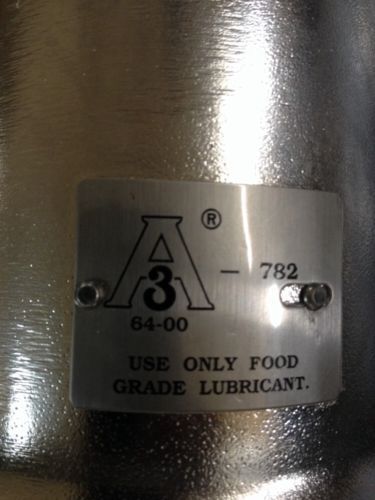 A ®
3 - 782
64-00
USE ONLY FOOD
GRADE LUBRICANT.